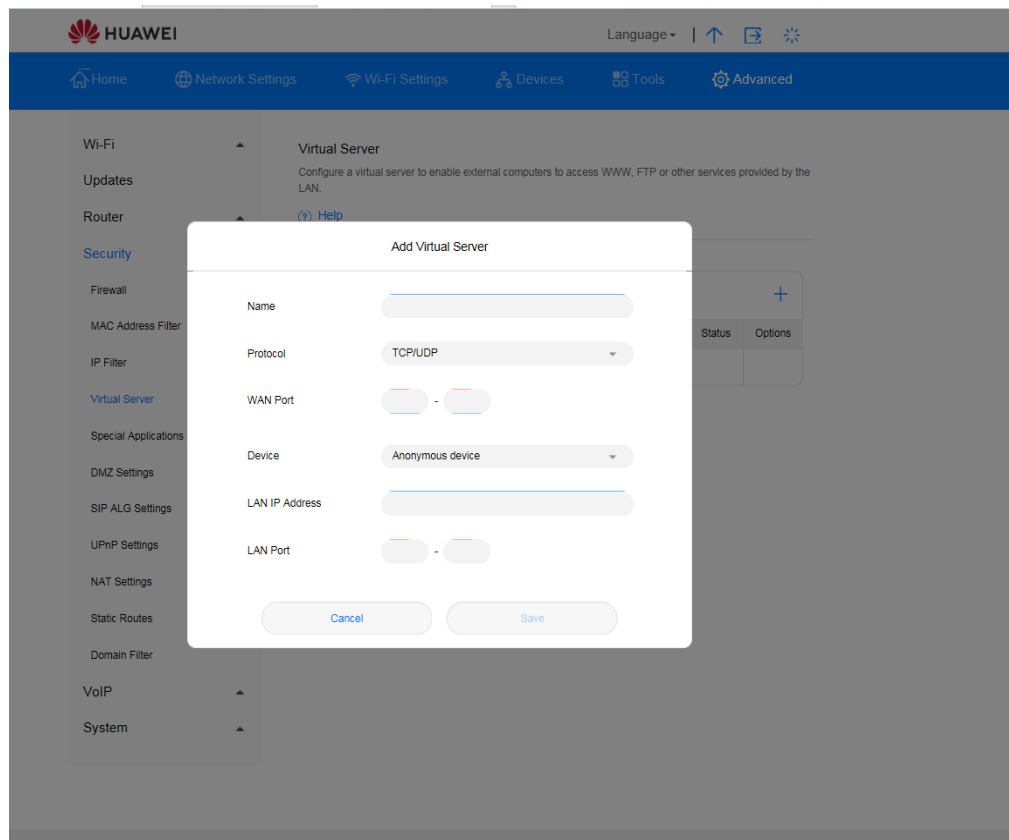 HUAWEI
Language
Home
Network Settings
Wi-Fi Settings
Devices
Tools
Advanced
Wi-Fi
Updates
Router
Security
Firewall
MAC Address Filter
IP Filter
Virtual Server
Special Applications
DMZ Settings
SIP ALG Settings
UPnP Settings
NAT Settings
Static Routes
Domain Filter
VoIP
System
Virtual Server
Configure a virtual server to enable external computers to access WWW, FTP or other services provided by the
LAN.
? Help
Status Options
Add Virtual Server
Name
Protocol TCP/UDP
WAN Port -
Device Anonymous device
LAN IP Address
LAN Port -
Cancel Save